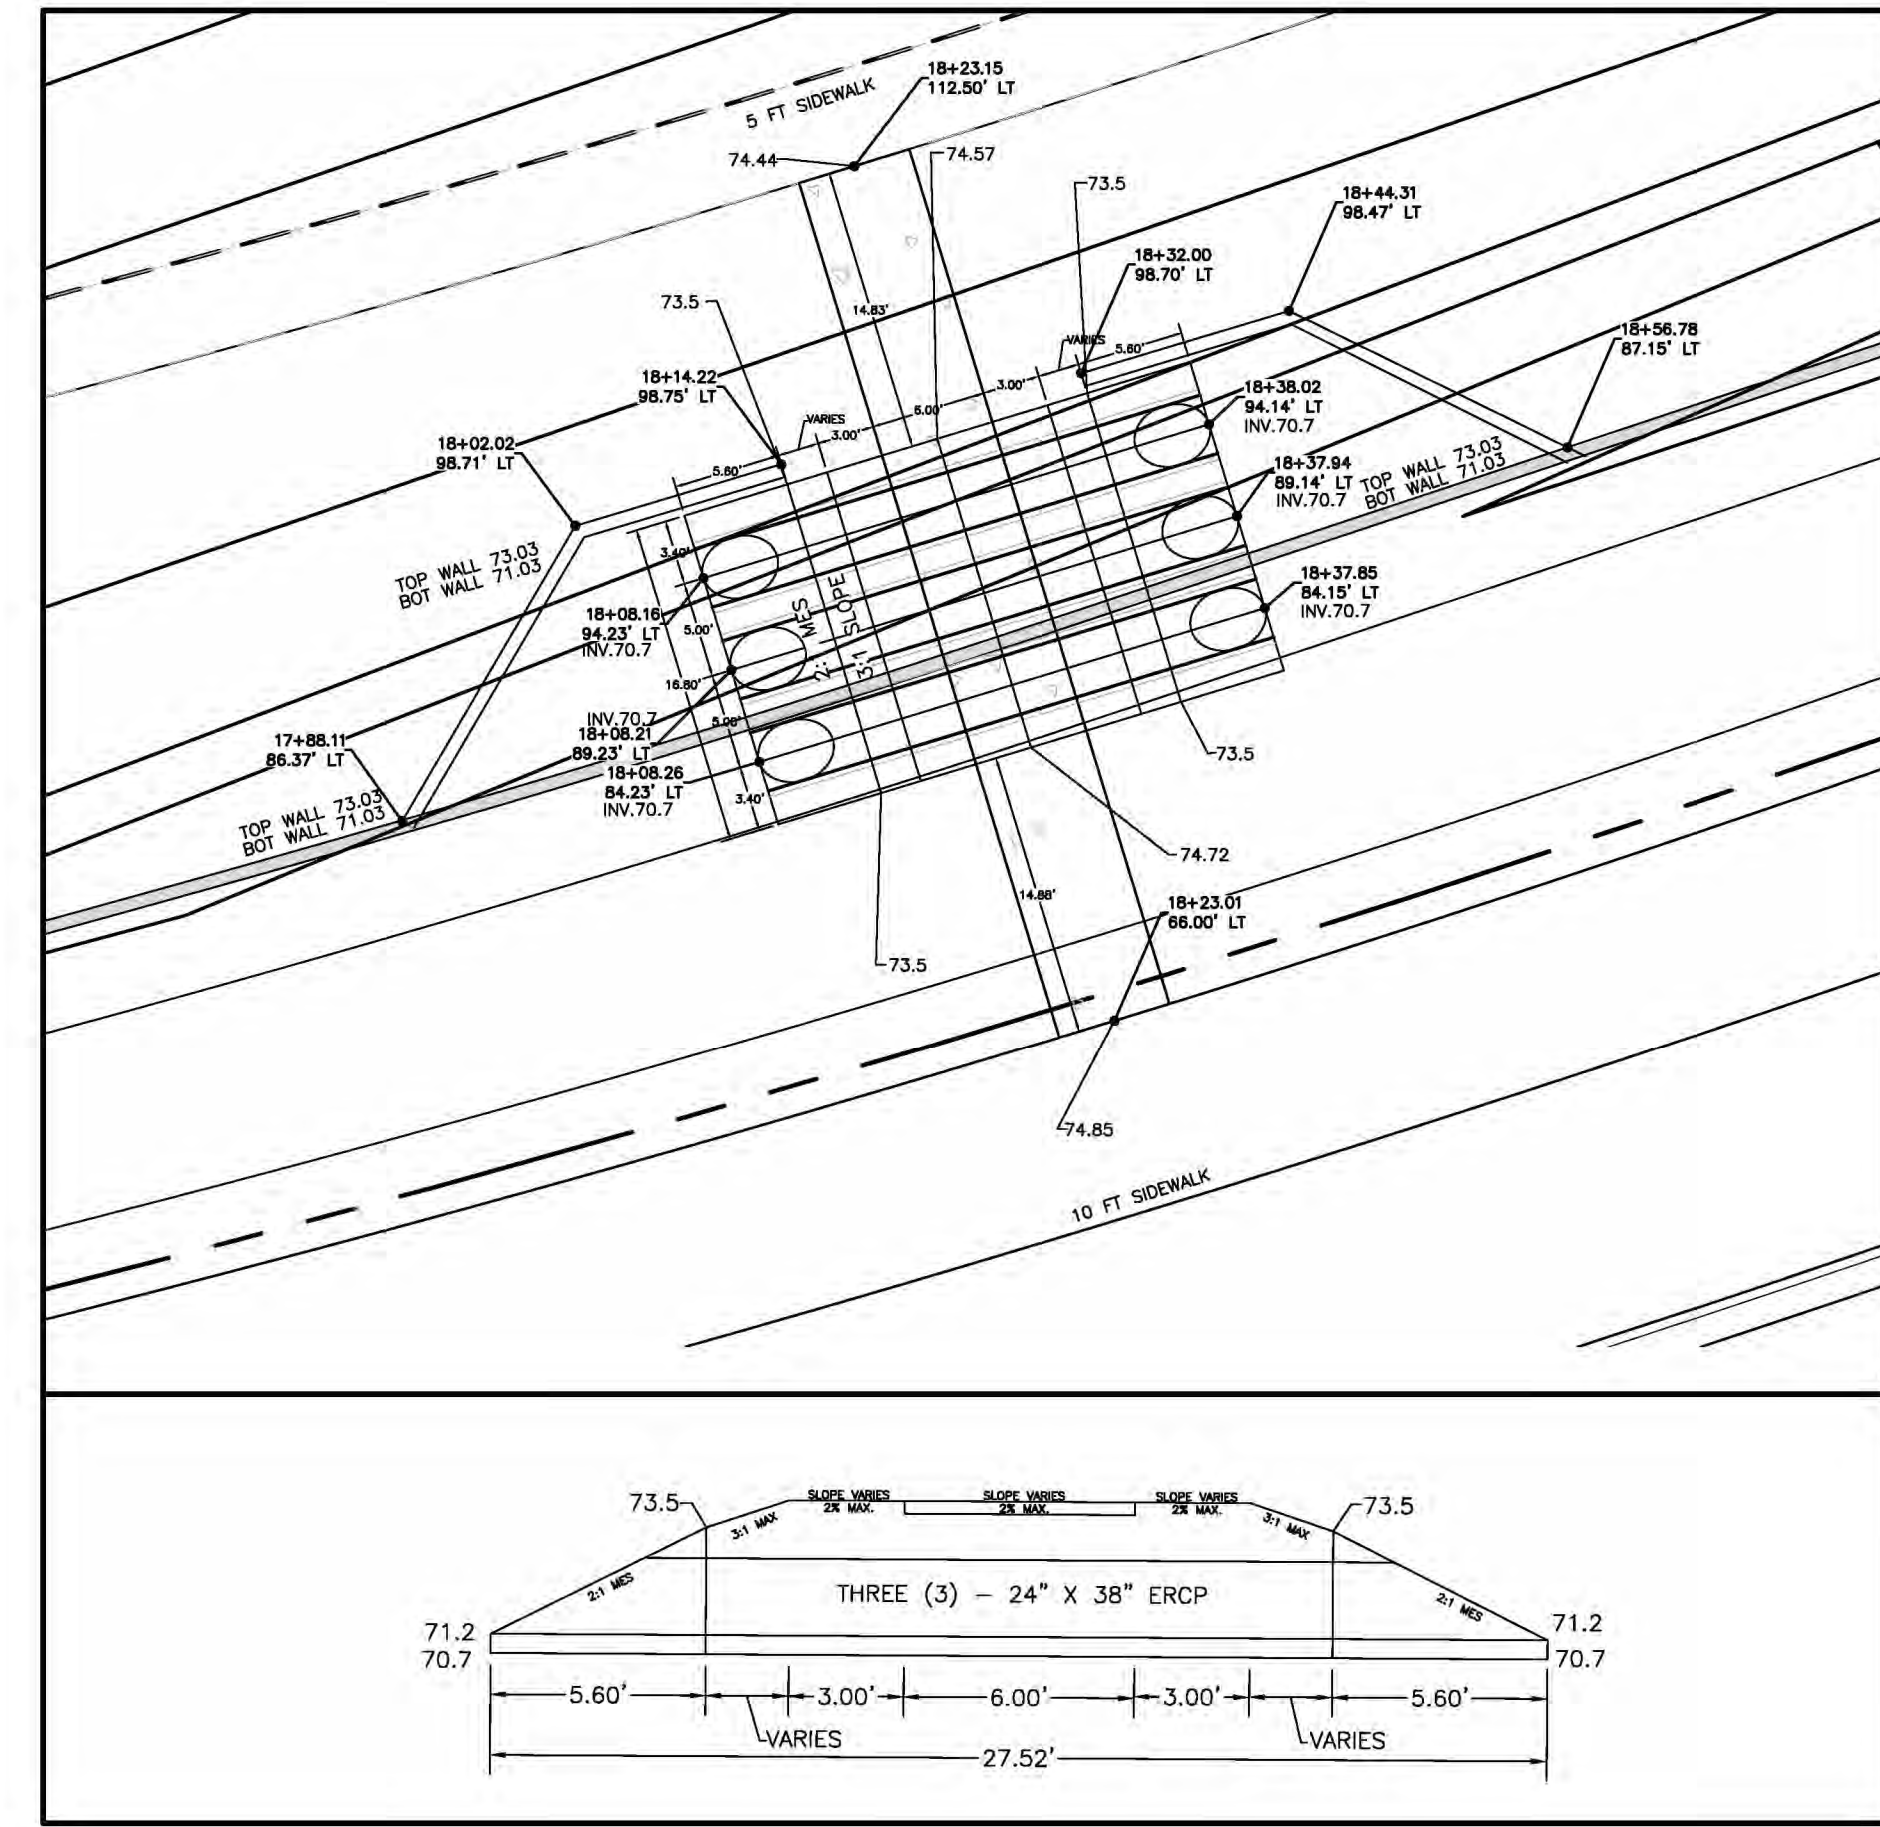 18+23.15
112.50' LT
5 FT SIDEWALK
74.44
74.57
73.5
18+44.31
98.47' LT
18+32.00
98.70' LT
73.5
14.83'
18+56.78
87.15' LT
VARIES
5.60'
18+14.22
98.75' LT
3.00'
6.00'
18+38.02
94.14' LT
INV.70.7
VARIES
3.00'
18+02.02
98.71' LT
5.60'
18+37.94
89.14' LT
INV.70.7
TOP WALL 73.03
BOT WALL 71.03
TOP WALL 73.03
BOT WALL 71.03
3.40'
18+08.16
94.23' LT
INV.70.7
5.00'
2:1 MES
3:1 SLOPE
18+37.85
84.15' LT
INV.70.7
16.80'
INV.70.7
18+08.21
89.23' LT
5.00'
17+88.11
86.37' LT
73.5
18+08.26
84.23' LT
INV.70.7
3.40'
TOP WALL 73.03
BOT WALL 71.03
74.72
14.88'
18+23.01
66.00' LT
73.5
74.85
10 FT SIDEWALK
73.5
3:1 MAX
SLOPE VARIES
2% MAX.
SLOPE VARIES
2% MAX.
SLOPE VARIES
2% MAX.
3:1 MAX
73.5
2:1 MES
THREE (3) – 24" X 38" ERCP
2:1 MES
71.2
70.7
71.2
70.7
5.60'
3.00'
6.00'
3.00'
5.60'
VARIES
VARIES
27.52'